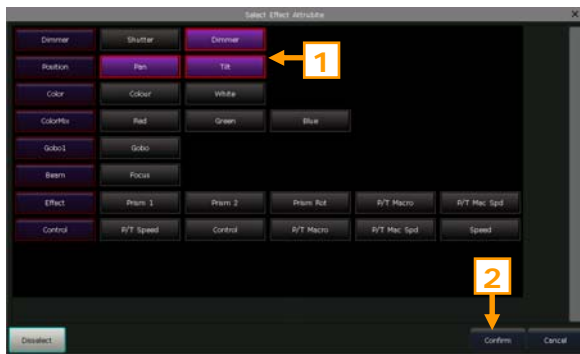 Select Effect Attrubite
Dimmer Shutter Dimmer
Position Pan Tilt
1
Color Colour White
ColorMix Red Green Blue
Gobo1 Gobo
Beam Focus
Effect Prism 1 Prism 2 Prism Rot P/T Macro P/T Mac Spd
Control P/T Speed Control P/T Macro P/T Mac Spd Speed
2
Disselect Confirm Cancal